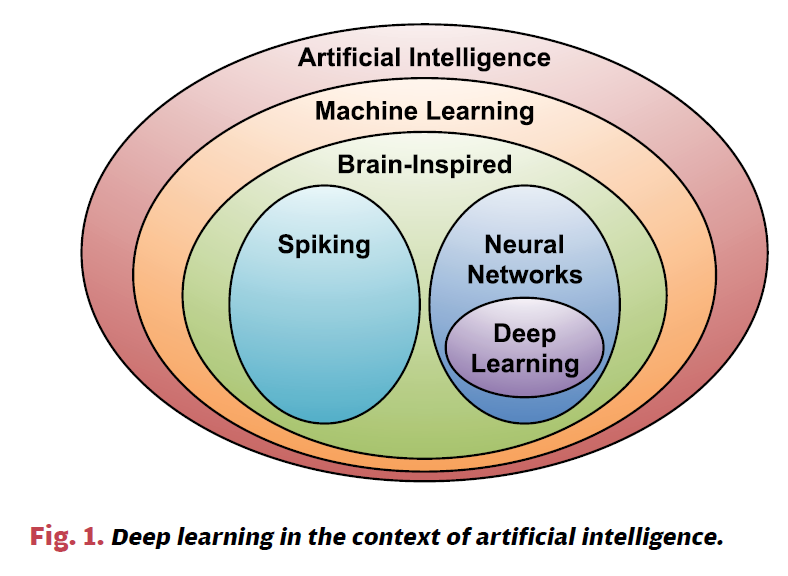 Artificial Intelligence
Machine Learning
Brain-Inspired
Spiking
Neural
Networks
Deep
Learning
Fig. 1. Deep learning in the context of artificial intelligence.